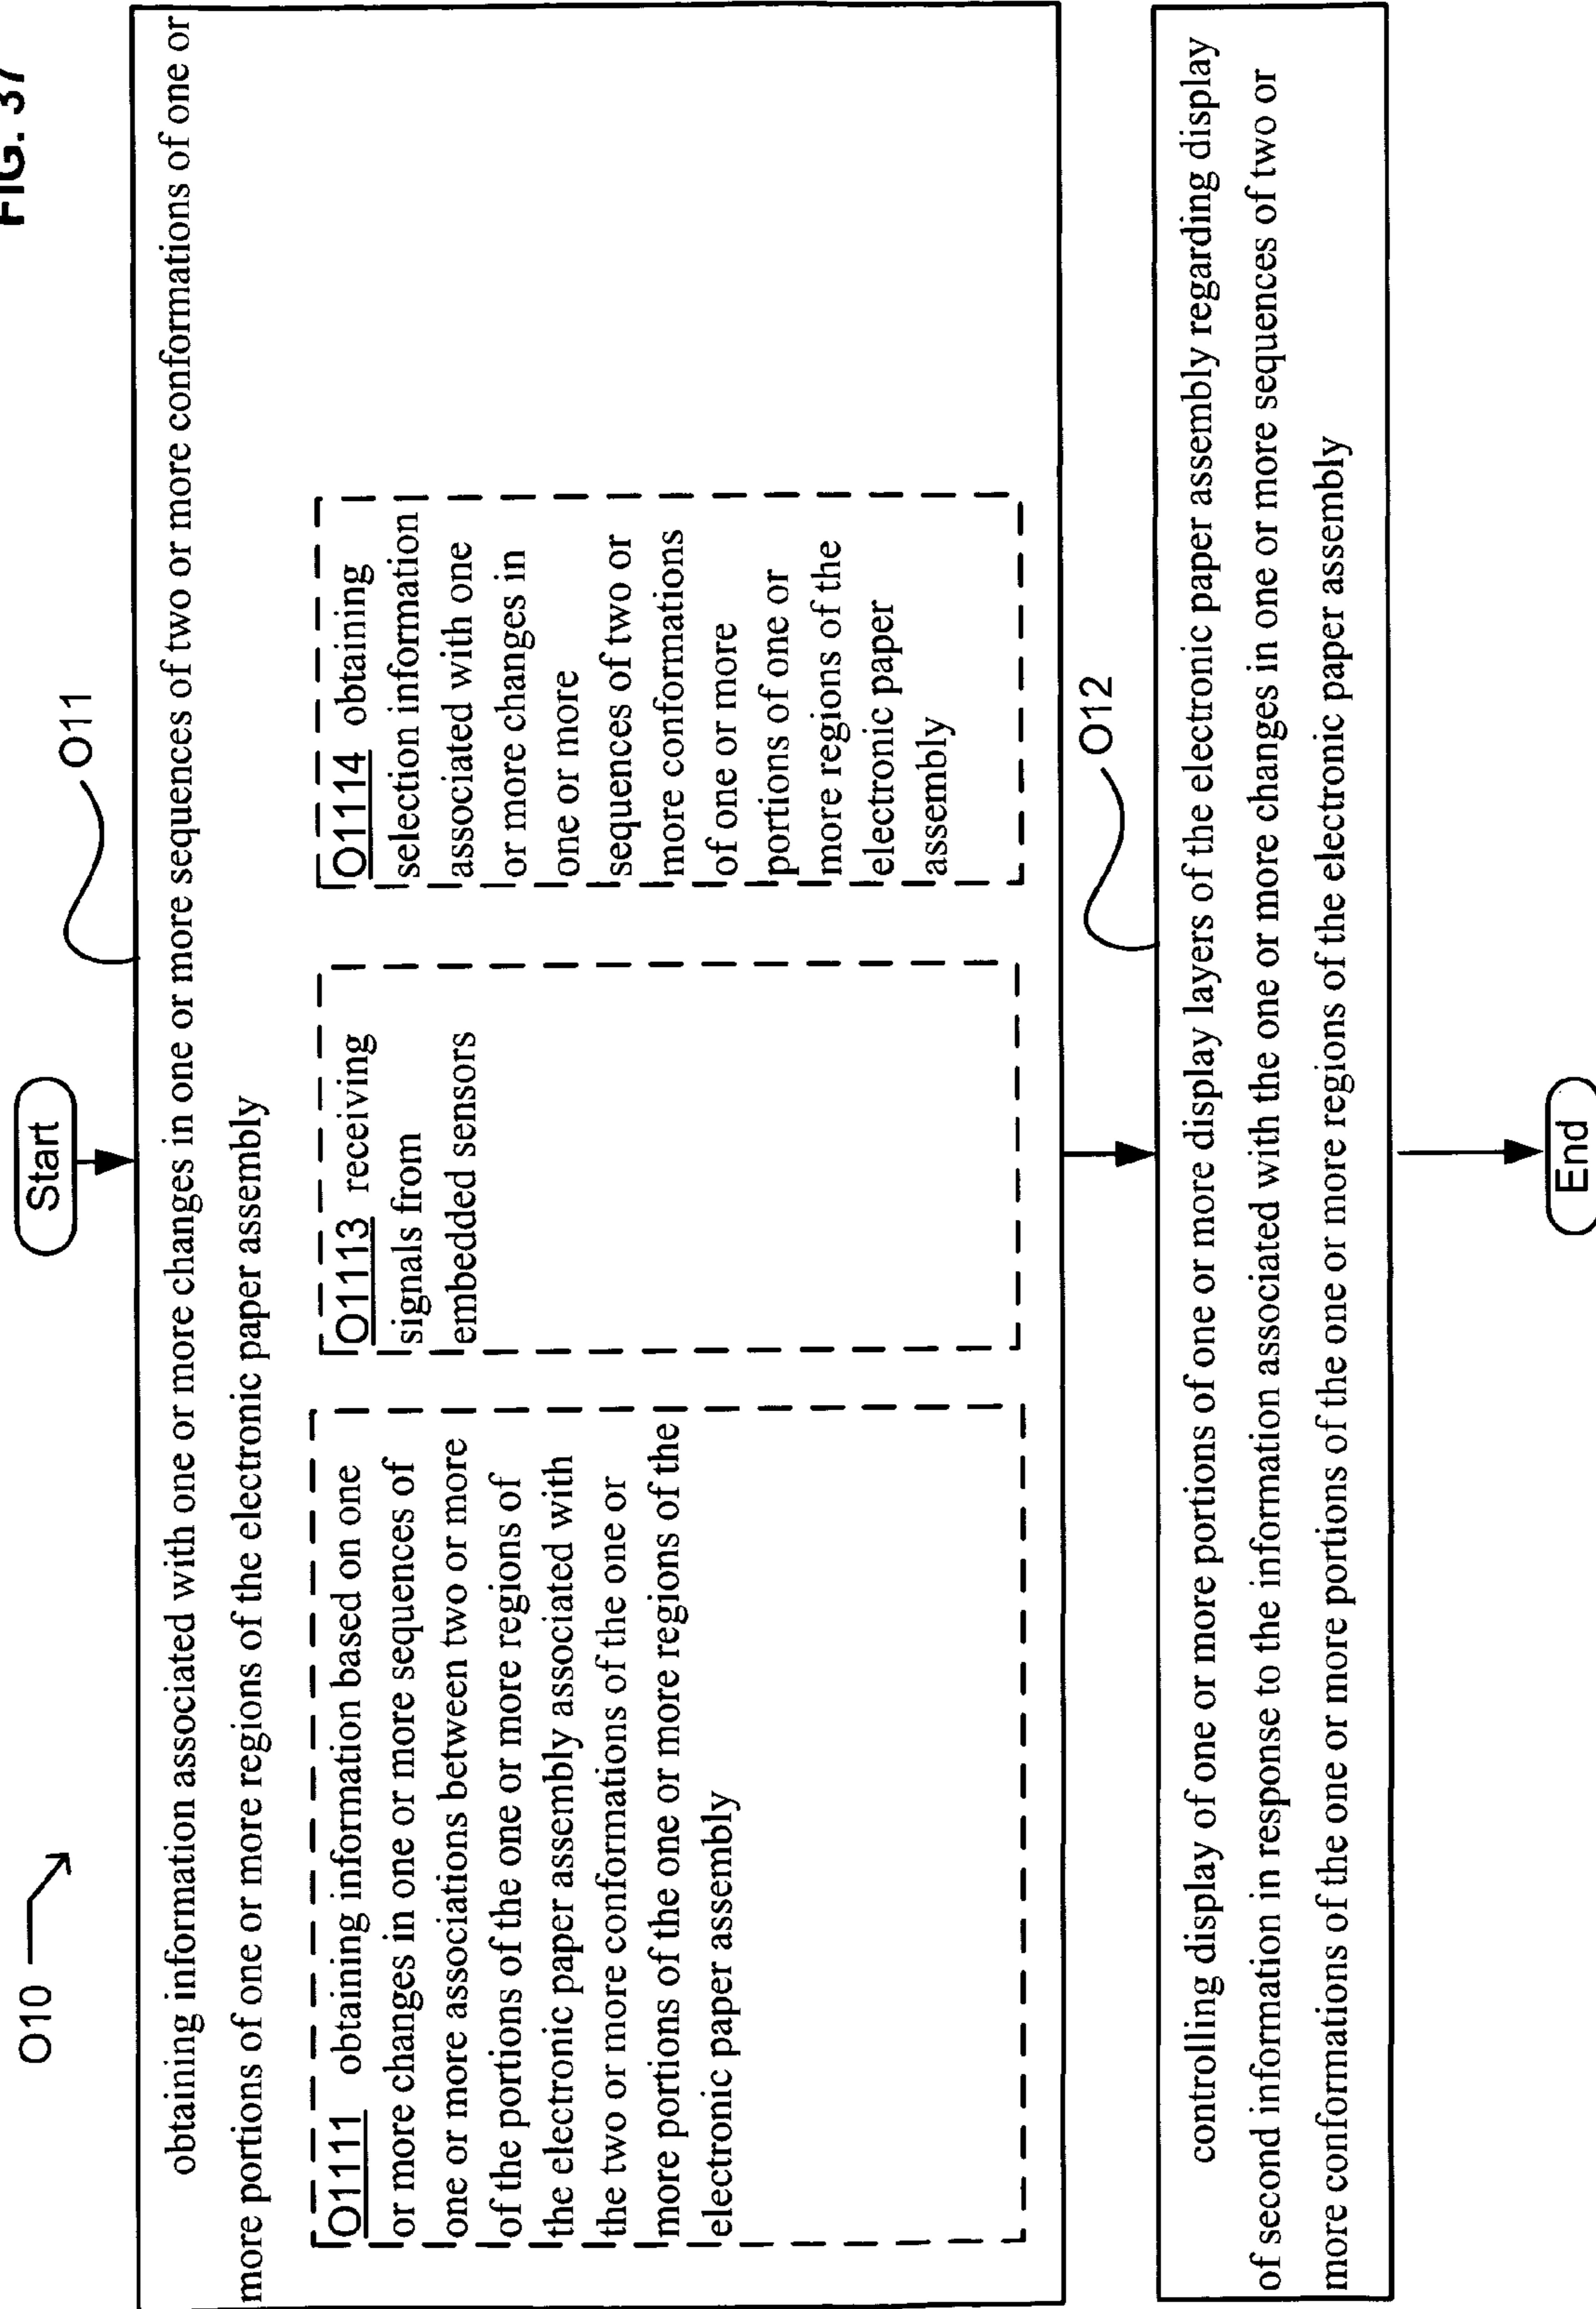 FIG. 37
O10
Start
O11
obtaining information associated with one or more changes in one or more sequences of two or more conformations of one or
more portions of one or more regions of the electronic paper assembly
O1111 obtaining information based on one
or more changes in one or more sequences of
one or more associations between two or more
of the portions of the one or more regions of
the electronic paper assembly associated with
the two or more conformations of the one or
more portions of the one or more regions of the
electronic paper assembly
O1113 receiving
signals from
embedded sensors
O1114 obtaining
selection information
associated with one
or more changes in
one or more
sequences of two or
more conformations
of one or more
portions of one or
more regions of the
electronic paper
assembly
O12
controlling display of one or more portions of one or more display layers of the electronic paper assembly regarding display
of second information in response to the information associated with the one or more changes in one or more sequences of two or
more conformations of the one or more portions of the one or more regions of the electronic paper assembly
End